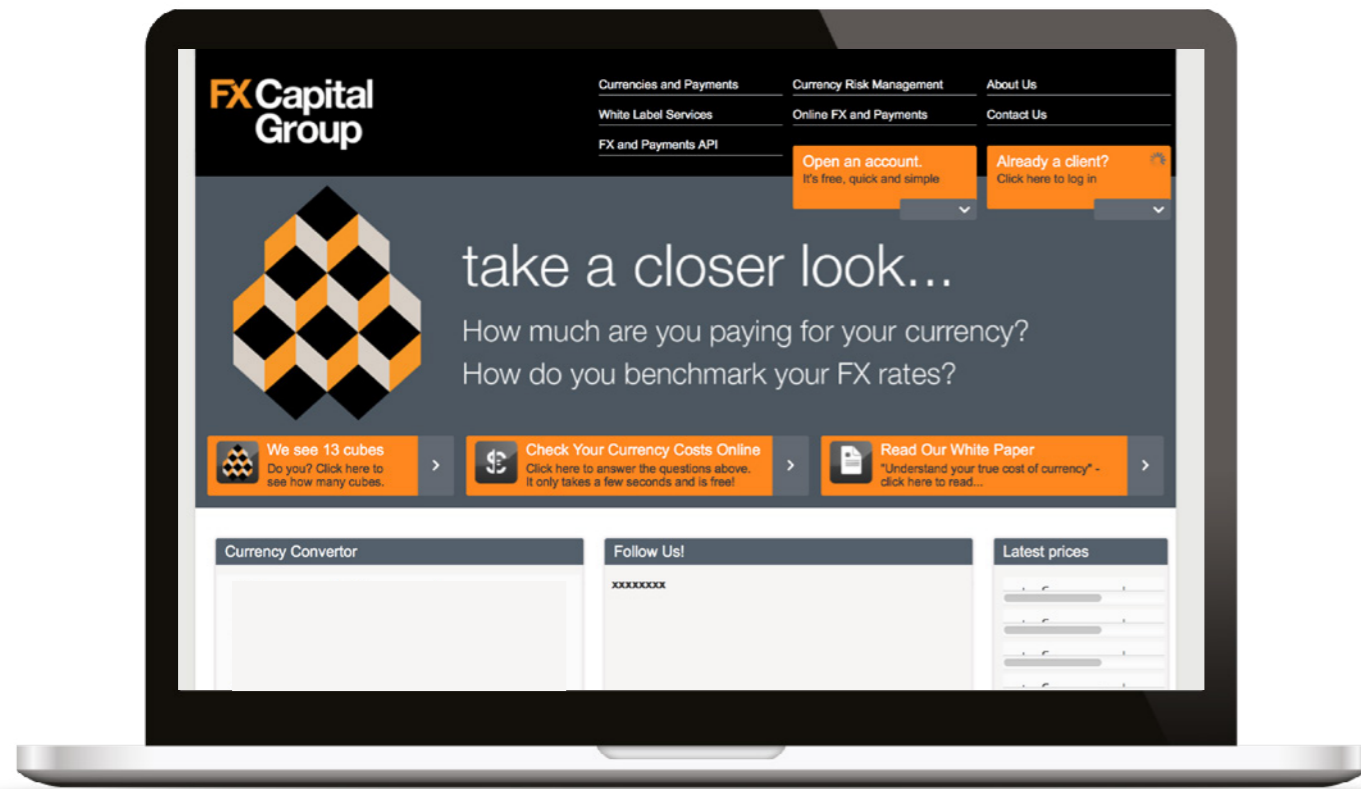 FX Capital
Group
Currencies and Payments
Currency Risk Management
About Us
White Label Services
Online FX and Payments
Contact Us
FX and Payments API
Open an account.
It's free, quick and simple
Already a client?
Click here to log in
take a closer look...
How much are you paying for your currency?
How do you benchmark your FX rates?
We see 13 cubes
Do you? Click here to
see how many cubes.
Check Your Currency Costs Online
Click here to answer the questions above.
It only takes a few seconds and is free!
Read Our White Paper
"Understand your true cost of currency" -
click here to read...
Currency Convertor
Follow Us!
xxxxxxxx
Latest prices